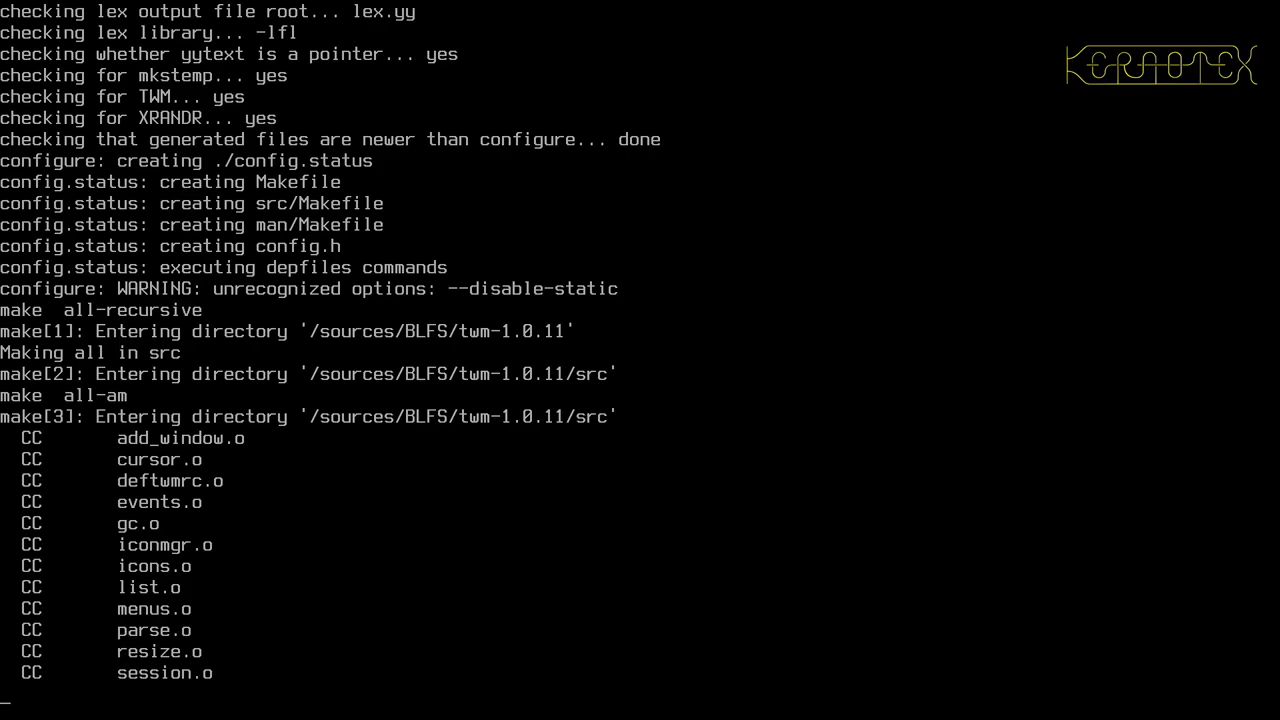 checking lex output file root... lex.yy
checking lex library... -lfl
checking whether yytext is a pointer... yes
checking for mkstemp... yes
checking for TWM... yes
checking for XRANDR... yes
checking that generated files are newer than configure... done
configure: creating ./config.status
config.status: creating Makefile
config.status: creating src/Makefile
config.status: creating man/Makefile
config.status: creating config.h
config.status: executing depfiles commands
configure: WARNING: unrecognized options: --disable-static
make  all-recursive
make[1]: Entering directory '/sources/BLFS/twm-1.0.11'
Making all in src
make[2]: Entering directory '/sources/BLFS/twm-1.0.11/src'
make  all-am
make[3]: Entering directory '/sources/BLFS/twm-1.0.11/src'
  CC       add_window.o
  CC       cursor.o
  CC       deftwmrc.o
  CC       events.o
  CC       gc.o
  CC       iconmgr.o
  CC       icons.o
  CC       list.o
  CC       menus.o
  CC       parse.o
  CC       resize.o
  CC       session.o
_